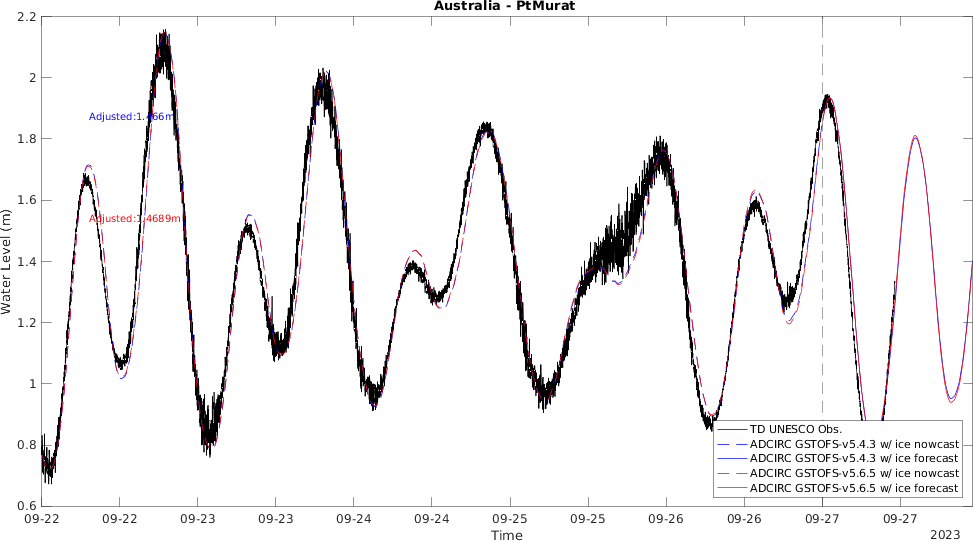 Australia - PtMurat
2.2
2
1.8
1.6
1.4
1.2
1
0.8
0.6
Water Level (m)
Adjusted:1.466m
Adjusted:1.4689m
TD UNESCO Obs.
ADCIRC GSTOFS-v5.4.3 w/ ice nowcast
ADCIRC GSTOFS-v5.4.3 w/ ice forecast
ADCIRC GSTOFS-v5.6.5 w/ ice nowcast
ADCIRC GSTOFS-v5.6.5 w/ ice forecast
09-22 09-22 09-23 09-23 09-24 09-24 09-25 09-25 09-26 09-26 09-27 09-27
Time
2023